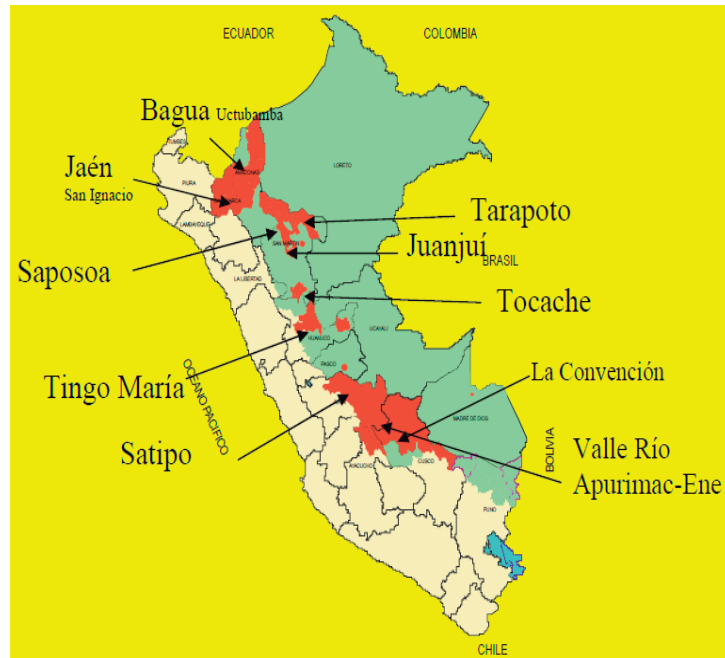 ECUADOR
COLOMBIA
Bagua Uctubamba
TUMBES
Jaén
San Ignacio
PIURA
AMAZONAS
LORETO
LAMBAYEQUE
Tarapoto
SAN MARTIN
Juanjuí
BRASIL
Saposoa
LA LIBERTAD
Tocache
HUANUCO
UCAYALI
PASCO
Tingo María
OCEANO PACIFICO
La Convención
MADRE DE DIOS
Satipo
Valle Río
Apurimac-Ene
BOLIVIA
AYACUCHO
CUSCO
PUNO
CHILE